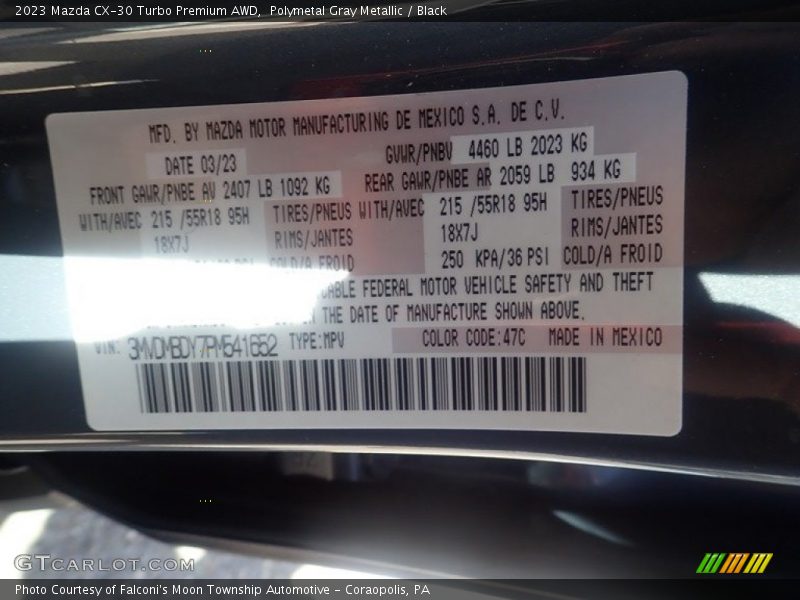 2023 Mazda CX-30 Turbo Premium AWD, Polymetal Gray Metallic / Black
MFD. BY MAZDA MOTOR MANUFACTURING DE MEXICO S.A. DE C.V.
DATE 03/23 GVWR/PNBV 4460 LB 2023 KG
FRONT GAWR/PNBE AV 2407 LB 1092 KG REAR GAWR/PNBE AR 2059 LB 934 KG
WITH/AVEC 215 /55R18 95H TIRES/PNEUS WITH/AVEC 215 /55R18 95H TIRES/PNEUS
18X7J RIMS/JANTES 18X7J RIMS/JANTES
PSI COLD/A FROID 250 KPA/36 PSI COLD/A FROID
FEDERAL MOTOR VEHICLE SAFETY AND THEFT
THE DATE OF MANUFACTURE SHOWN ABOVE.
VIN: TYPE:MPV COLOR CODE:47C MADE IN MEXICO
GTCARLOT.COM
Photo Courtesy of Falconi's Moon Township Automotive - Coraopolis, PA